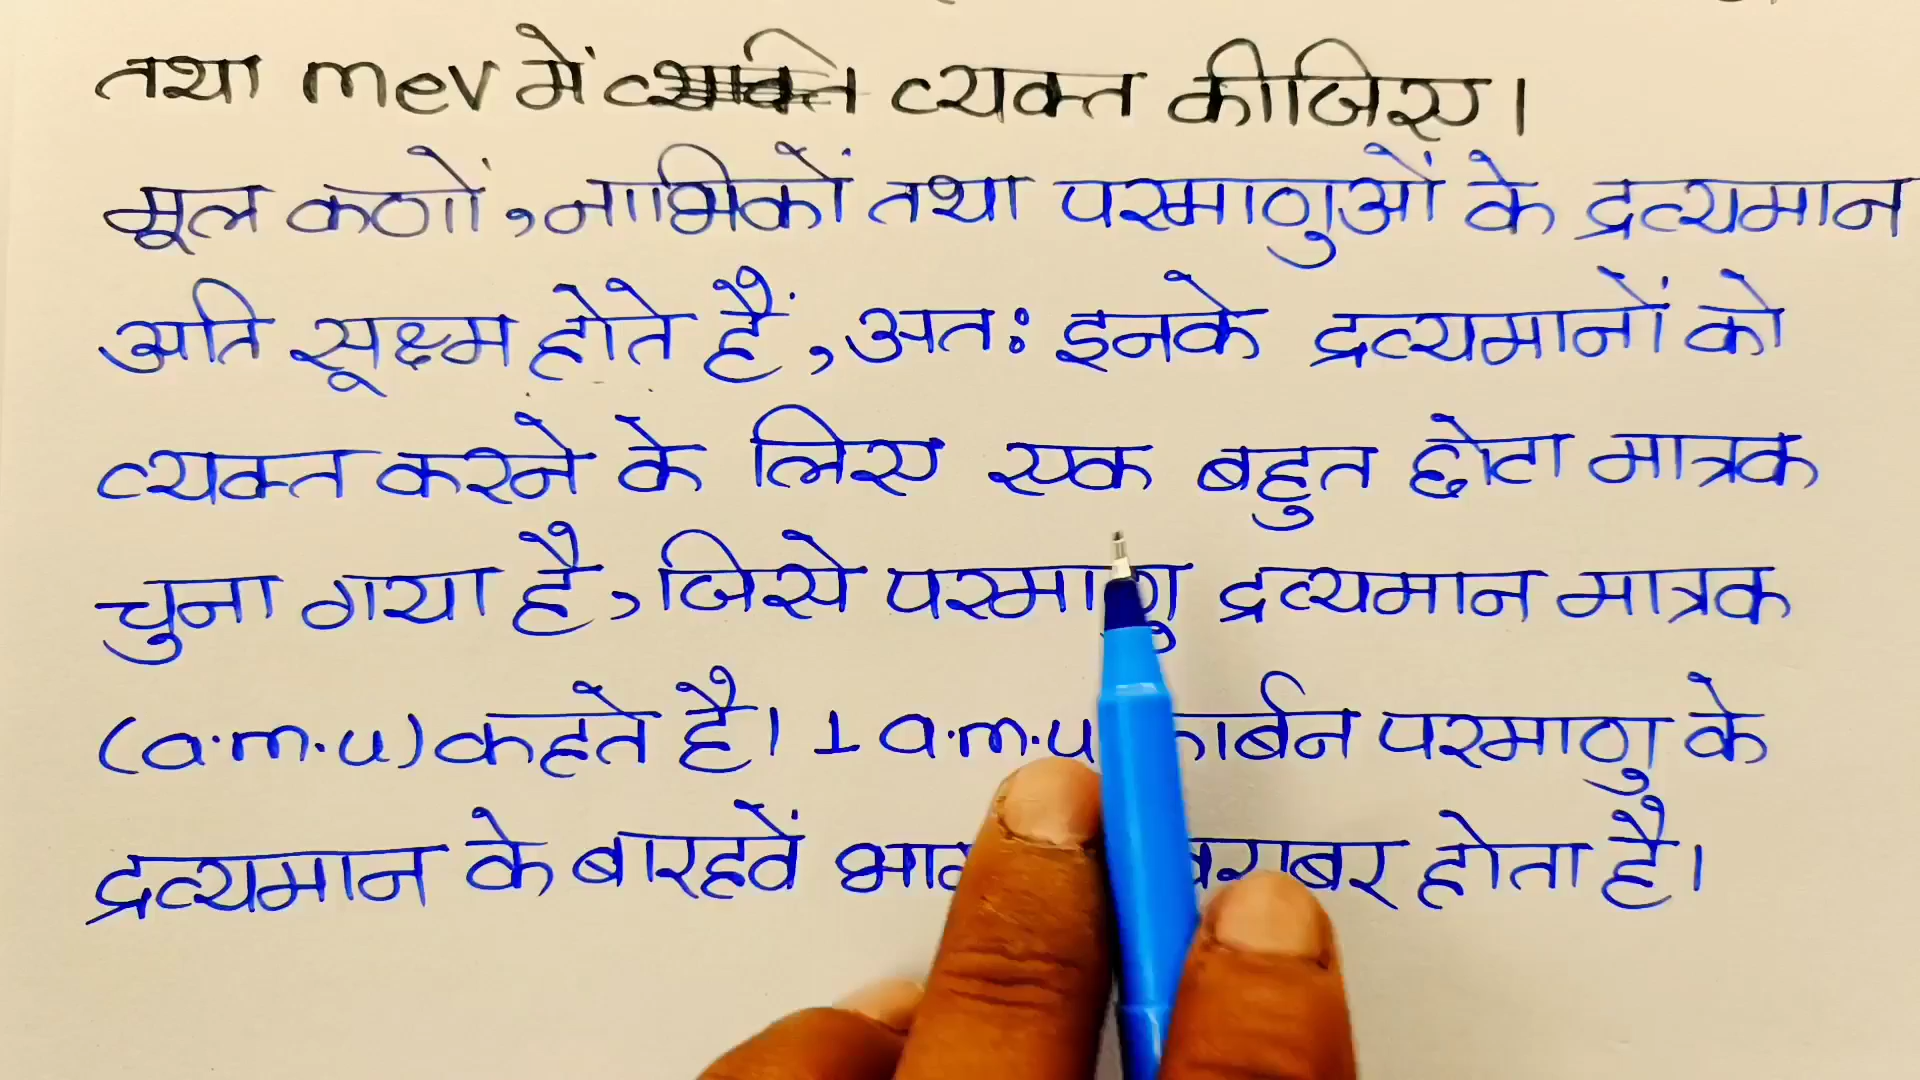 तथा mev में व्यक्त कीजिए।
मूल कणों, नाभिकों तथा परमाणुओं के द्रव्यमान
अति सूक्ष्म होते हैं, अतः इनके द्रव्यमानों को
व्यक्त करने के लिए एक बहुत छोटा मात्रक
चुना गया है, जिसे परमाणु द्रव्यमान मात्रक
(a.m.u) कहते है। 1 a.m.u कार्बन परमाणु के
द्रव्यमान के बारहवें बराबर होता है।